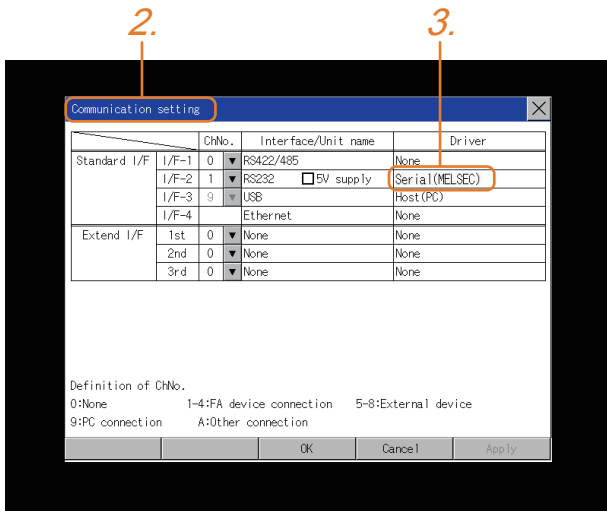 2. 3.
Communication setting
ChNo. Interface/Unit name Driver
Standard I/F I/F-1 0 RS422/485 None
I/F-2 1 RS232 5V supply Serial(MELSEC)
I/F-3 9 USB Host(PC)
I/F-4 Ethernet None
Extend I/F 1st 0 None None
2nd 0 None None
3rd 0 None None
Definition of ChNo.
0:None 1-4:FA device connection 5-8:External device
9:PC connection A:Other connection
OK Cancel Apply